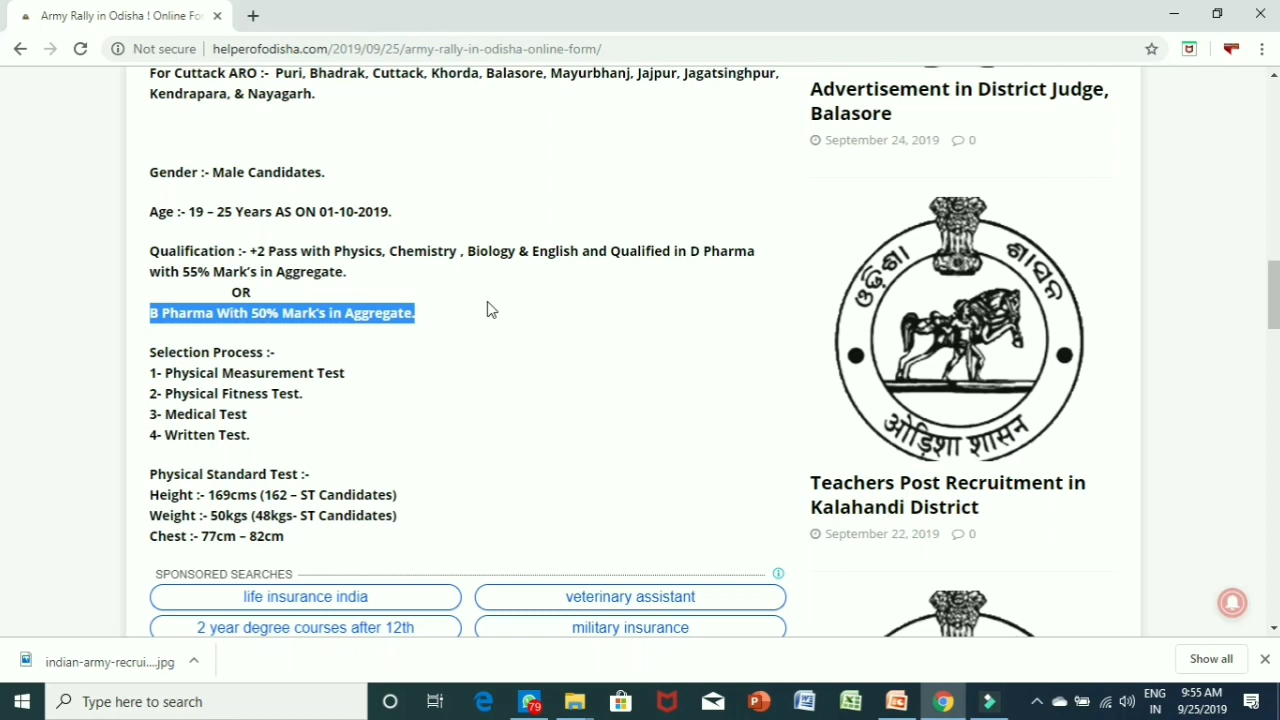 Army Rally in Odisha ! Online Fo
Not secure
helperofodisha.com/2019/09/25/army-rally-in-odisha-online-form/
For Cuttack ARO :- Puri, Bhadrak, Cuttack, Khorda, Balasore, Mayurbhanj, Jajpur, Jagatsinghpur,
Kendrapara, & Nayagarh.
Gender :- Male Candidates.
Age :- 19 – 25 Years AS ON 01-10-2019.
Qualification :- +2 Pass with Physics, Chemistry , Biology & English and Qualified in D Pharma
with 55% Mark’s in Aggregate.
OR
B Pharma With 50% Mark’s in Aggregate.
Selection Process :-
1- Physical Measurement Test
2- Physical Fitness Test.
3- Medical Test
4- Written Test.
Physical Standard Test :-
Height :- 169cms (162 – ST Candidates)
Weight :- 50kgs (48kgs- ST Candidates)
Chest :- 77cm – 82cm
SPONSORED SEARCHES
life insurance india
veterinary assistant
2 year degree courses after 12th
military insurance
Advertisement in District Judge,
Balasore
September 24, 2019 0
ଓଡ଼ିଶା ଶାସନ
ओड़िशा शासन
Teachers Post Recruitment in
Kalahandi District
September 22, 2019 0
indian-army-recrui....jpg
Show all
Type here to search
79
ENG
IN
9:55 AM
9/25/2019